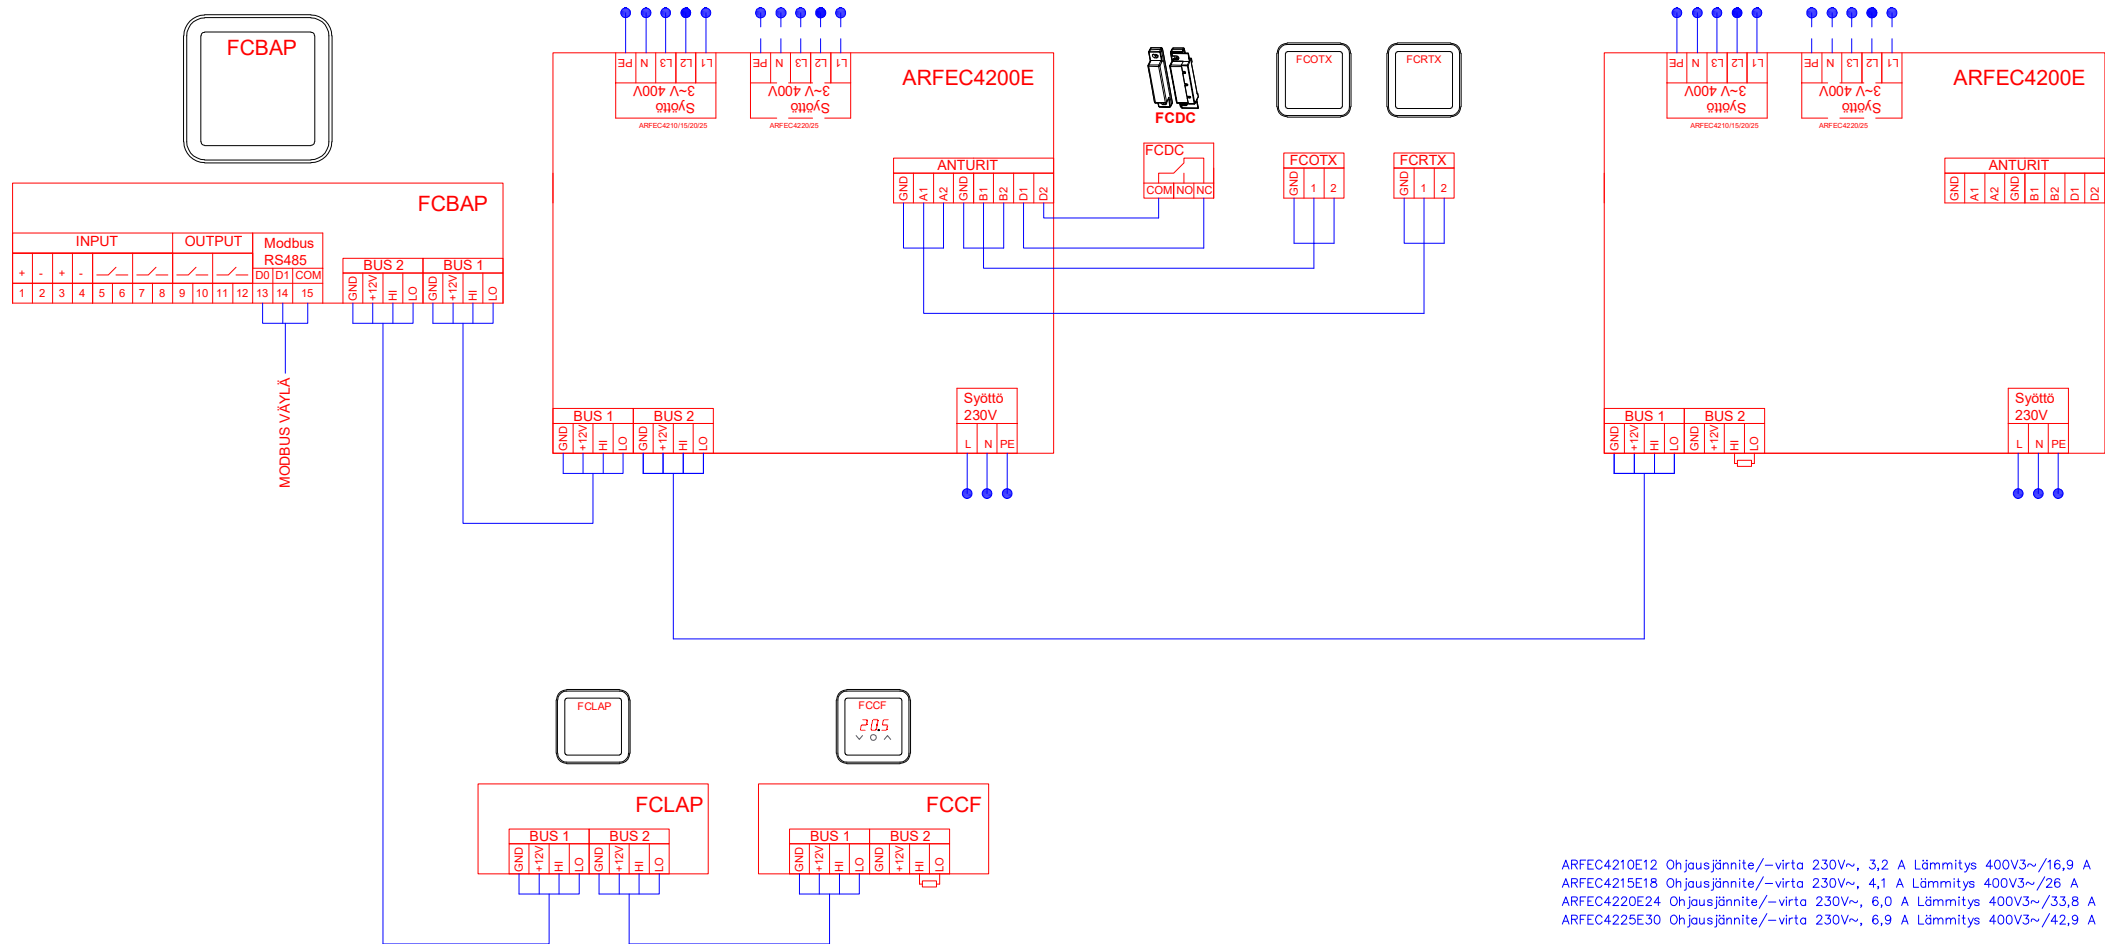 FCBAP
FCBAP
INPUT
OUTPUT
Modbus
RS485
+ - + -
D0 D1 COM
1 2 3 4 5 6 7 8 9 10 11 12 13 14 15
BUS 2
BUS 1
GND +12V HI LO GND +12V HI LO
MODBUS VÄYLÄ
PE N L3 L2 L1
Syöttö
3~V 400V
ARFEC4210/15/20/25
PE N L3 L2 L1
Syöttö
3~V 400V
ARFEC4220/25
ARFEC4200E
ANTURIT
GND A1 A2 GND B1 B2 D1 D2
BUS 1
BUS 2
GND +12V HI LO GND +12V HI LO
Syöttö
230V
L N PE
FCDC
FCDC
COM NO NC
FCOTX
FCOTX
GND 1 2
FCRTX
FCRTX
GND 1 2
PE N L3 L2 L1
Syöttö
3~V 400V
ARFEC4210/15/20/25
PE N L3 L2 L1
Syöttö
3~V 400V
ARFEC4220/25
ARFEC4200E
ANTURIT
GND A1 A2 GND B1 B2 D1 D2
BUS 1
BUS 2
GND +12V HI LO GND +12V HI LO
Syöttö
230V
L N PE
FCLAP
FCLAP
BUS 1
BUS 2
GND +12V HI LO GND +12V HI LO
FCCF
20.5
FCCF
BUS 1
BUS 2
GND +12V HI LO GND +12V HI LO
ARFEC4210E12 Ohjausjännite/-virta 230V~, 3,2 A Lämmitys 400V3~/16,9 A
ARFEC4215E18 Ohjausjännite/-virta 230V~, 4,1 A Lämmitys 400V3~/26 A
ARFEC4220E24 Ohjausjännite/-virta 230V~, 6,0 A Lämmitys 400V3~/33,8 A
ARFEC4225E30 Ohjausjännite/-virta 230V~, 6,9 A Lämmitys 400V3~/42,9 A